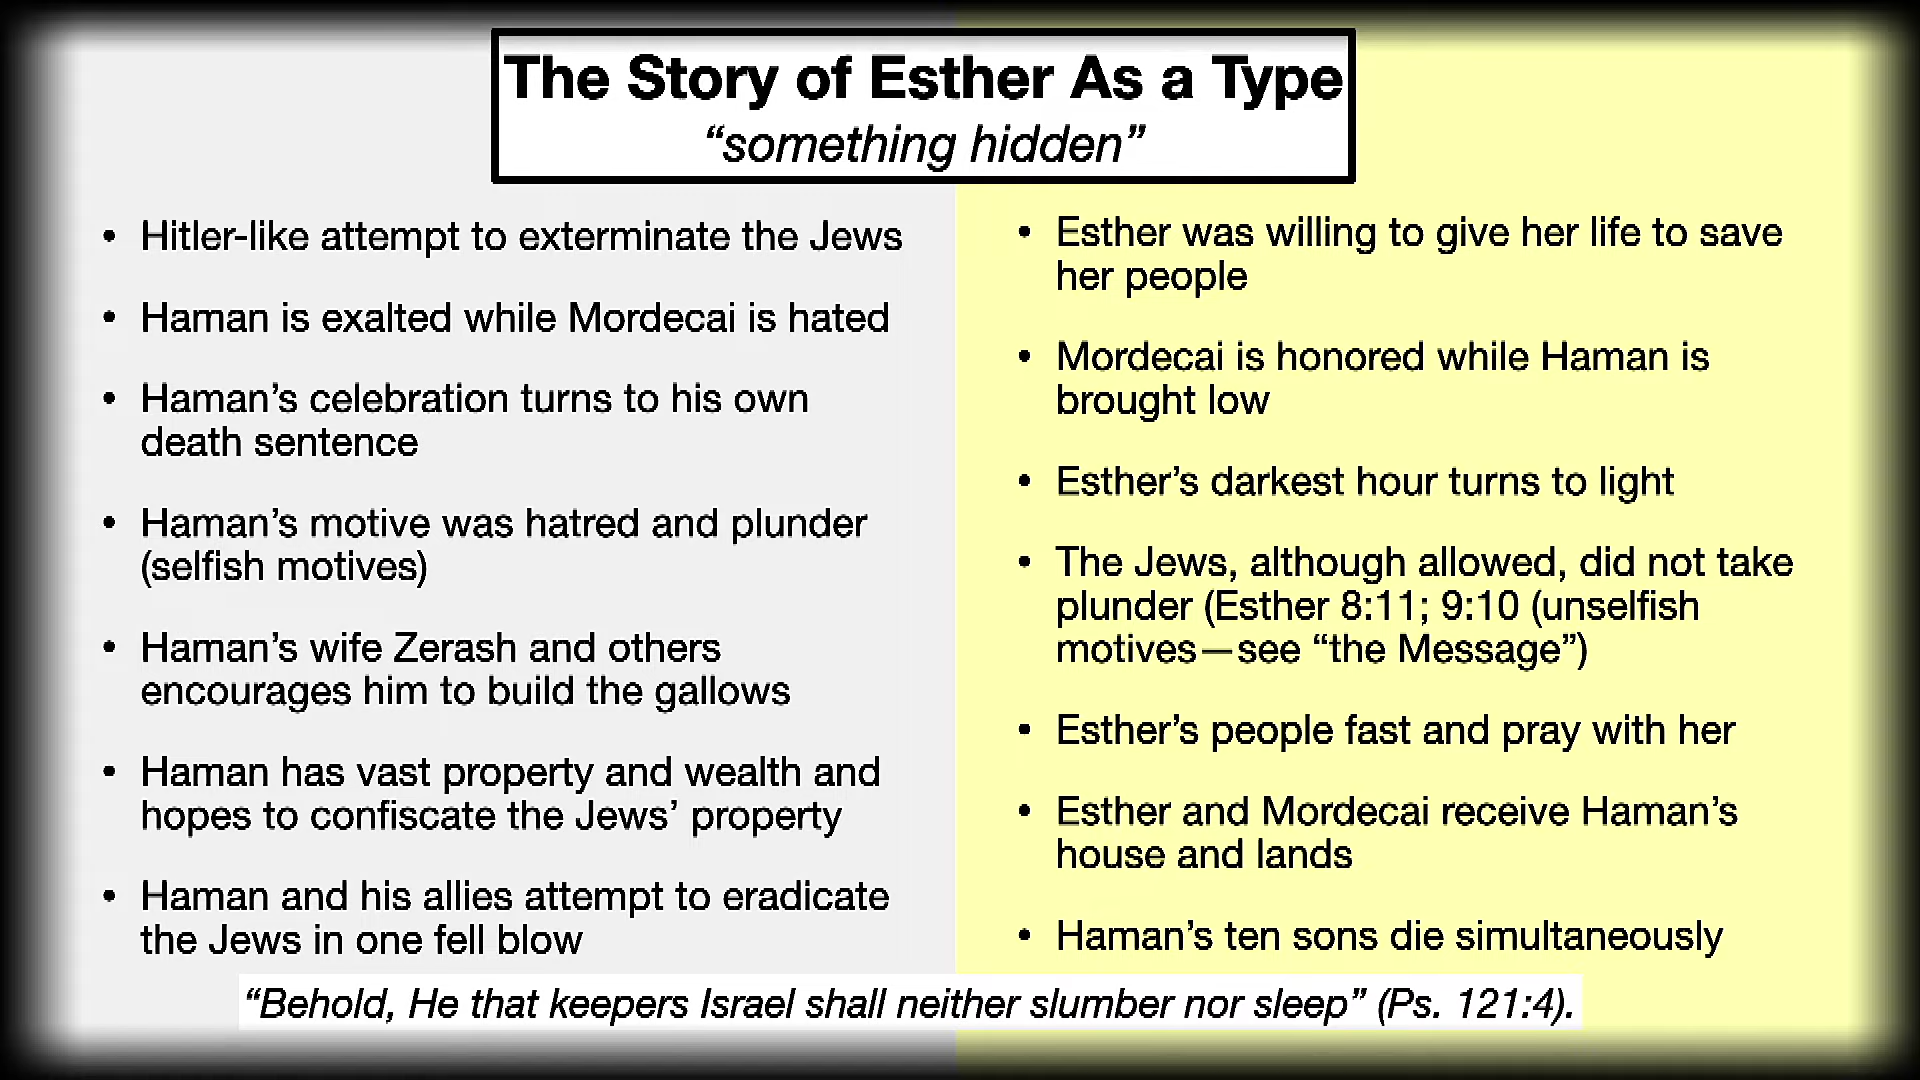 The Story of Esther As a Type
“something hidden”
• Hitler-like attempt to exterminate the Jews
• Haman is exalted while Mordecai is hated
• Haman’s celebration turns to his own
death sentence
• Haman’s motive was hatred and plunder
(selfish motives)
• Haman’s wife Zerash and others
encourages him to build the gallows
• Haman has vast property and wealth and
hopes to confiscate the Jews’ property
• Haman and his allies attempt to eradicate
the Jews in one fell blow
• Esther was willing to give her life to save
her people
• Mordecai is honored while Haman is
brought low
• Esther’s darkest hour turns to light
• The Jews, although allowed, did not take
plunder (Esther 8:11; 9:10 (unselfish
motives—see “the Message”)
• Esther’s people fast and pray with her
• Esther and Mordecai receive Haman’s
house and lands
• Haman’s ten sons die simultaneously
“Behold, He that keepers Israel shall neither slumber nor sleep” (Ps. 121:4).